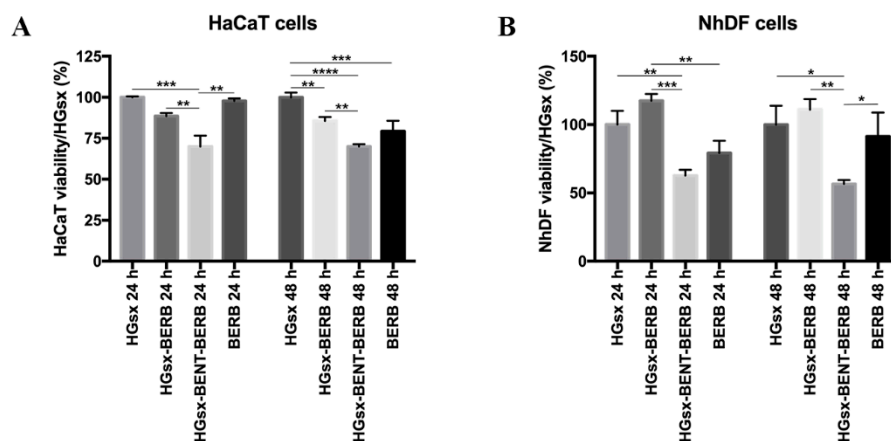 A
HaCaT cells
HaCaT viability/HGsx (%)
125
100
75
50
25
0
***
**
**
***
****
**
**
HGsx 24 h
HGsx-BERB 24 h
HGsx-BENT-BERB 24 h
BERB 24 h
HGsx 48 h
HGsx-BERB 48 h
HGsx-BENT-BERB 48 h
BERB 48 h
B
NhDF cells
NhDF viability/HGsx (%)
150
100
50
0
**
**
***
*
**
*
HGsx 24 h
HGsx-BERB 24 h
HGsx-BENT-BERB 24 h
BERB 24 h
HGsx 48 h
HGsx-BERB 48 h
HGsx-BENT-BERB 48 h
BERB 48 h